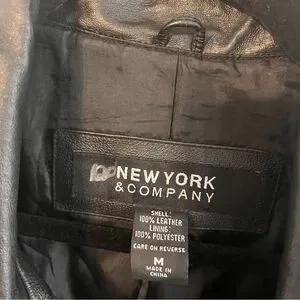 NEW YORK
& COMPANY
SHELL:
100% LEATHER
LINING:
100% POLYESTER
CARE ON REVERSE
M
MADE IN
CHINA